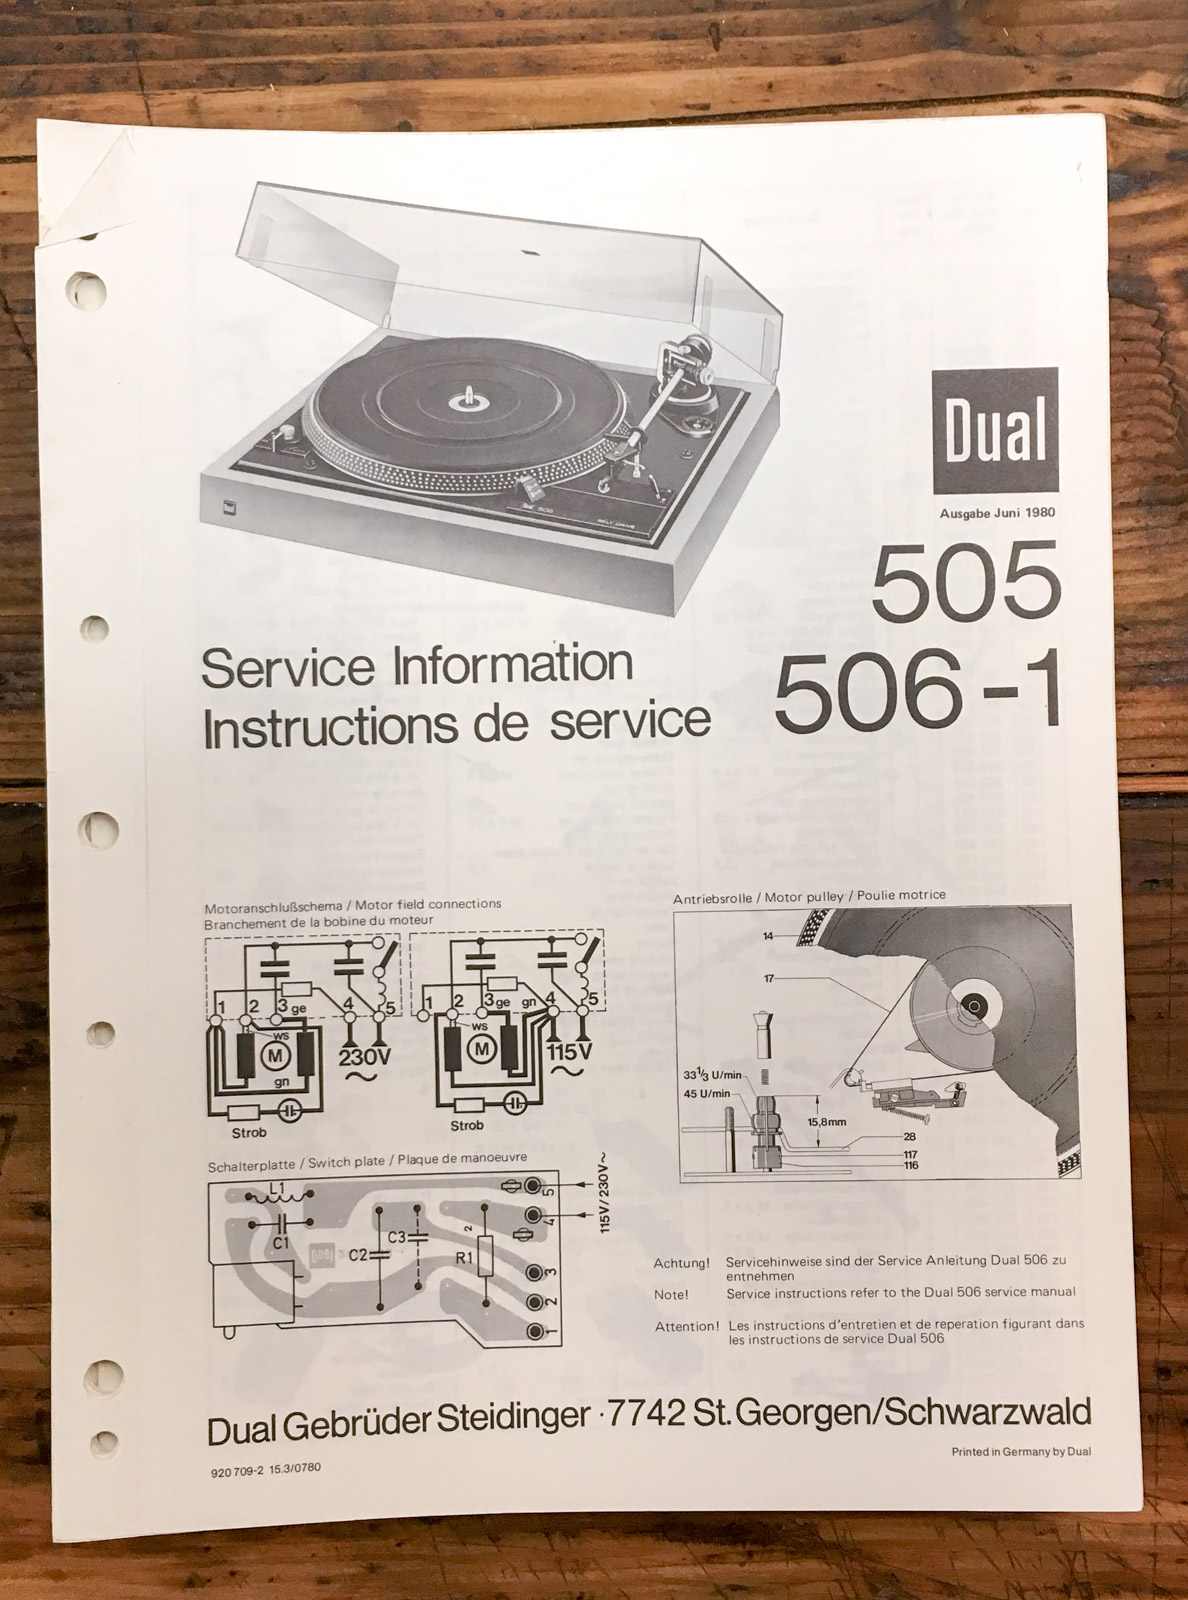 Dual
Ausgabe Juni 1980
505
506-1
Service Information
Instructions de service
Motoranschlußschema / Motor field connections
Branchement de la bobine du moteur
1 2 3 ge 4 5
ws
M
gn
230V
Strob
1 2 3 ge gn 4 5
ws
M
115V
Strob
Antriebsrolle / Motor pulley / Poulie motrice
14
17
33 1/3 U/min
45 U/min
15,8mm
28
117
116
Schalterplatte / Switch plate / Plaque de manoeuvre
L1
C1
C2
C3
2
R1
5
4
3
2
1
115V/230V~
Achtung! Servicehinweise sind der Service Anleitung Dual 506 zu
entnehmen
Note! Service instructions refer to the Dual 506 service manual
Attention! Les instructions d'entretien et de reperation figurant dans
les instructions de service Dual 506
Dual Gebrüder Steidinger · 7742 St. Georgen/Schwarzwald
920 709-2 15.3/0780
Printed in Germany by Dual